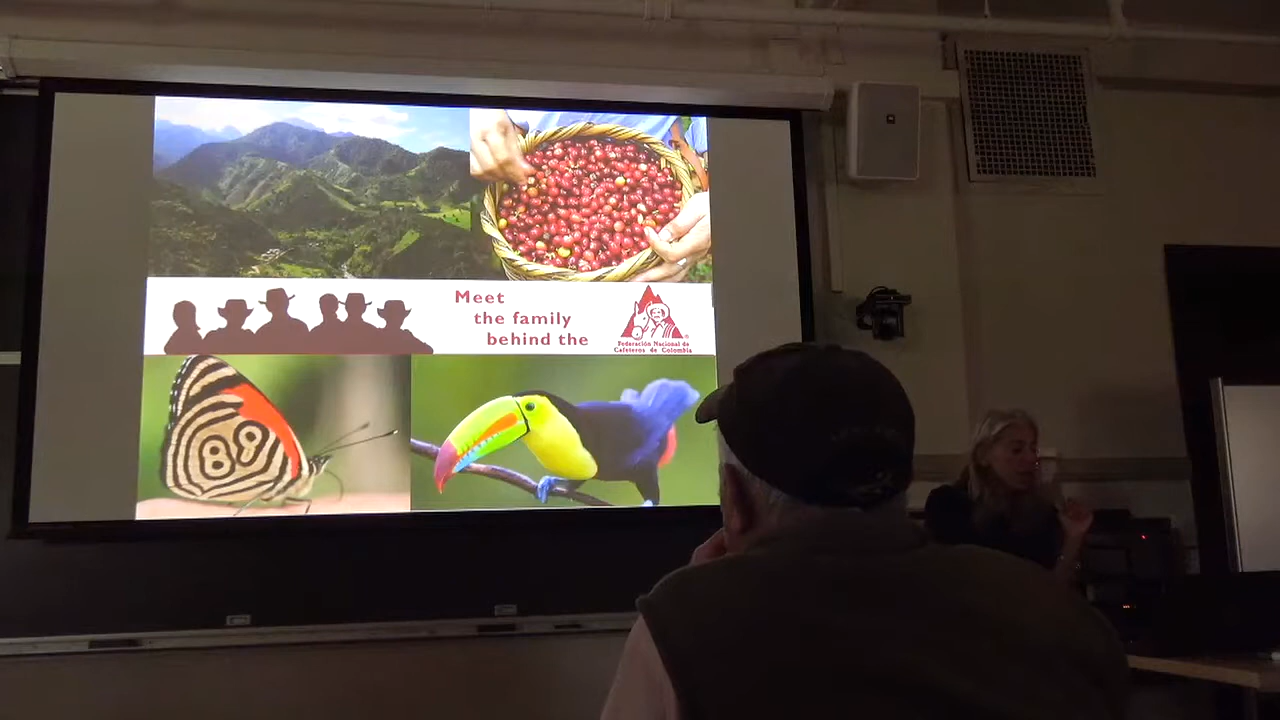 Meet
the family
behind the
Federación Nacional de
Cafeteros de Colombia
89